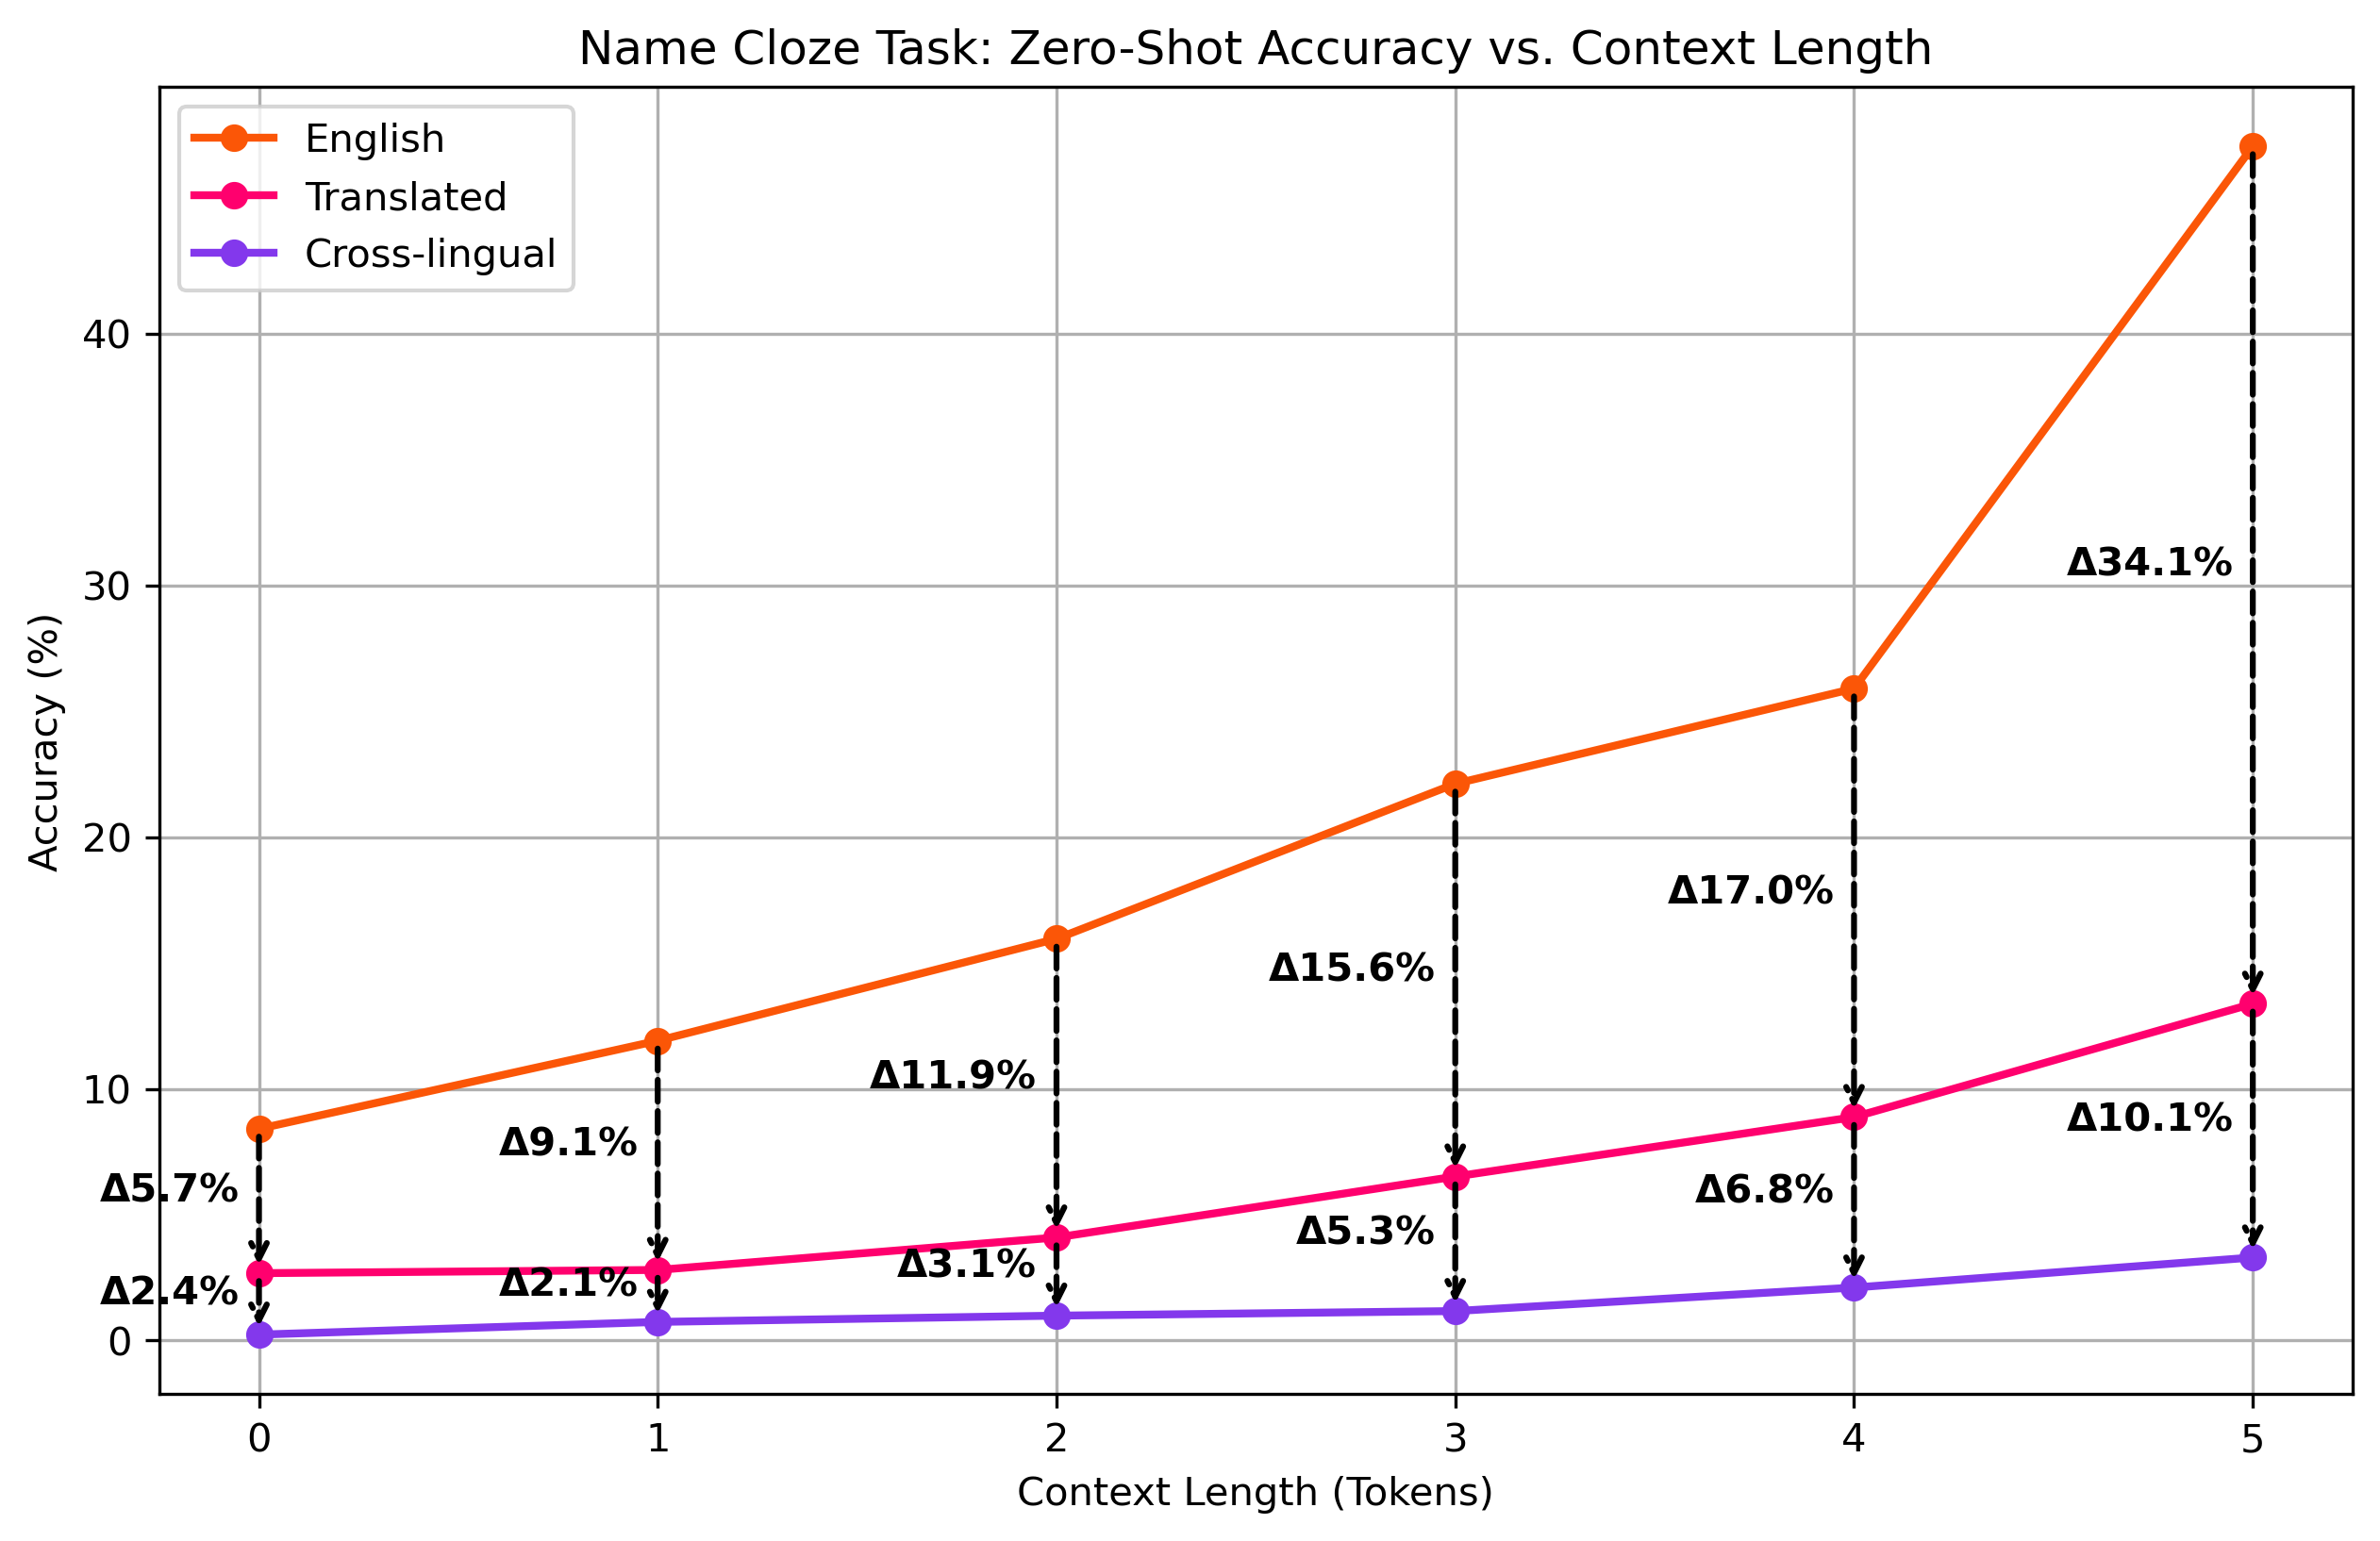 Name Cloze Task: Zero-Shot Accuracy vs. Context Length
English
Translated
Cross-lingual
Accuracy (%)
40
30
20
10
0
Δ34.1%
Δ17.0%
Δ15.6%
Δ11.9%
Δ10.1%
Δ9.1%
Δ5.7%
Δ6.8%
Δ5.3%
Δ3.1%
Δ2.1%
Δ2.4%
0 1 2 3 4 5
Context Length (Tokens)